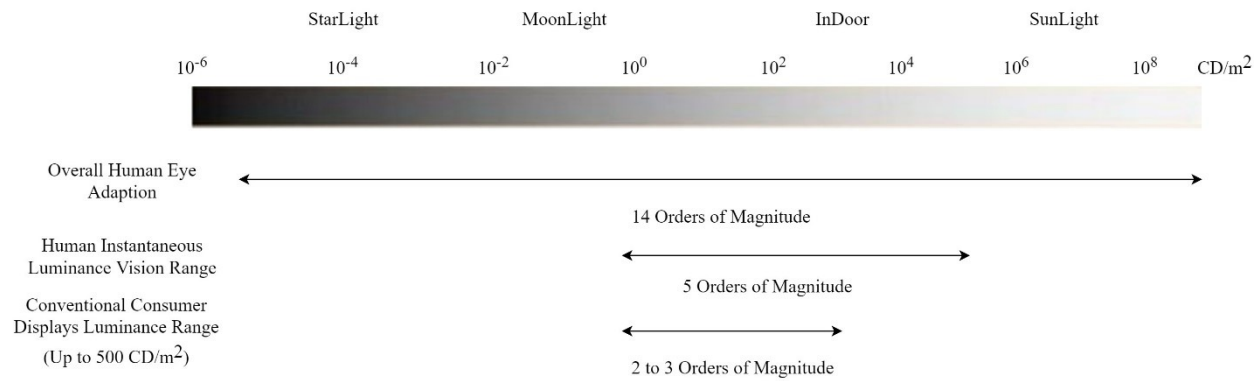 StarLight MoonLight InDoor SunLight
10⁻⁶ 10⁻⁴ 10⁻² 10⁰ 10² 10⁴ 10⁶ 10⁸ CD/m²
Overall Human Eye
Adaption
14 Orders of Magnitude
Human Instantaneous
Luminance Vision Range
5 Orders of Magnitude
Conventional Consumer
Displays Luminance Range
(Up to 500 CD/m²)
2 to 3 Orders of Magnitude